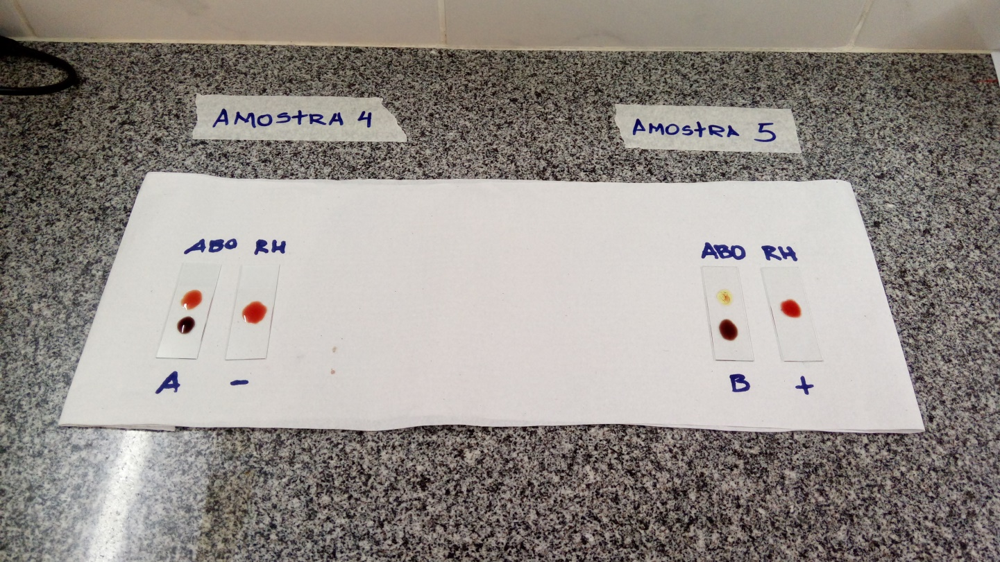 AMOStRA 4
AMOStRA 5
ABO RH
ABO RH
A -
B +